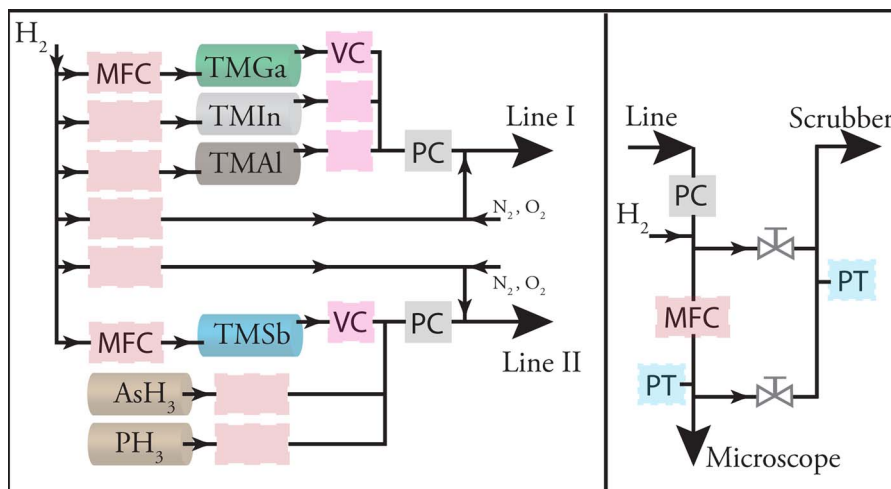 H₂
MFC
TMGa
VC
TMIn
TMAl
PC
Line I
N₂, O₂
N₂, O₂
MFC
TMSb
VC
PC
Line II
AsH₃
PH₃
Line
Scrubber
PC
H₂
PT
MFC
PT
Microscope